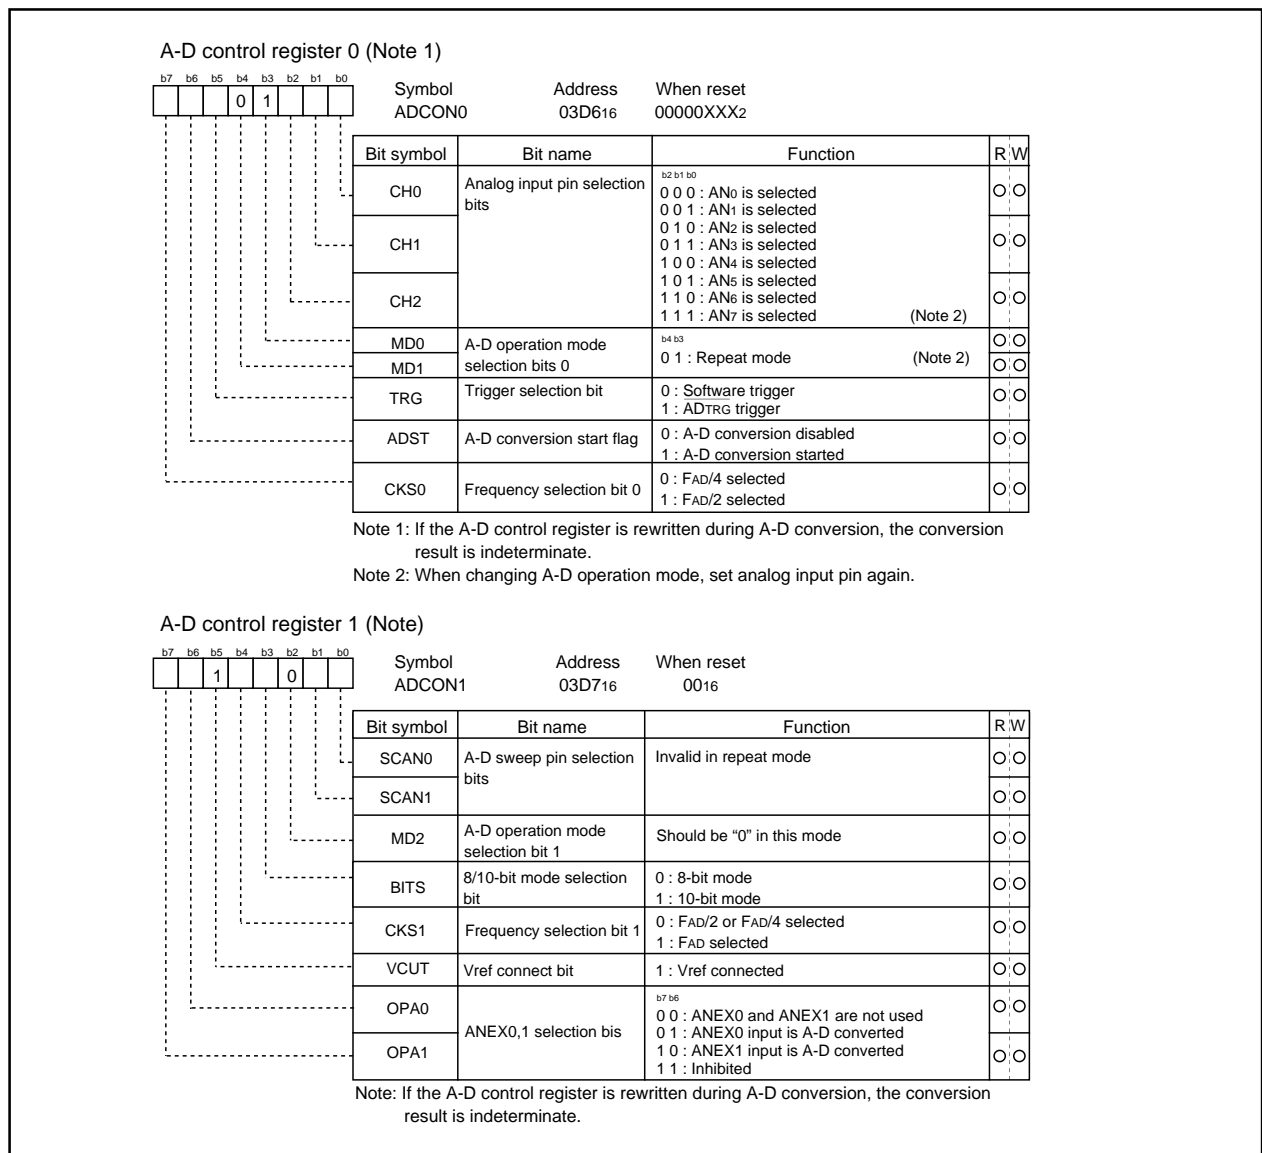 A-D control register 0 (Note 1)
b7 b6 b5 b4 b3 b2 b1 b0
0 1
Symbol Address When reset
ADCON0 03D616 00000XXX2
Bit symbol Bit name Function R W
CH0 Analog input pin selection bits
b2 b1 b0
0 0 0 : AN0 is selected
0 0 1 : AN1 is selected
0 1 0 : AN2 is selected
0 1 1 : AN3 is selected
1 0 0 : AN4 is selected
1 0 1 : AN5 is selected
1 1 0 : AN6 is selected
1 1 1 : AN7 is selected (Note 2)
CH1
CH2
MD0 A-D operation mode selection bits 0
b4 b3
0 1 : Repeat mode (Note 2)
MD1
TRG Trigger selection bit
0 : Software trigger
1 : ADTRG trigger
ADST A-D conversion start flag
0 : A-D conversion disabled
1 : A-D conversion started
CKS0 Frequency selection bit 0
0 : FAD/4 selected
1 : FAD/2 selected
Note 1: If the A-D control register is rewritten during A-D conversion, the conversion
result is indeterminate.
Note 2: When changing A-D operation mode, set analog input pin again.
A-D control register 1 (Note)
b7 b6 b5 b4 b3 b2 b1 b0
1 0
Symbol Address When reset
ADCON1 03D716 0016
Bit symbol Bit name Function R W
SCAN0 A-D sweep pin selection bits
Invalid in repeat mode
SCAN1
MD2 A-D operation mode selection bit 1
Should be “0” in this mode
BITS 8/10-bit mode selection bit
0 : 8-bit mode
1 : 10-bit mode
CKS1 Frequency selection bit 1
0 : FAD/2 or FAD/4 selected
1 : FAD selected
VCUT Vref connect bit
1 : Vref connected
OPA0
ANEX0,1 selection bis
b7 b6
0 0 : ANEX0 and ANEX1 are not used
0 1 : ANEX0 input is A-D converted
1 0 : ANEX1 input is A-D converted
1 1 : Inhibited
OPA1
Note: If the A-D control register is rewritten during A-D conversion, the conversion
result is indeterminate.